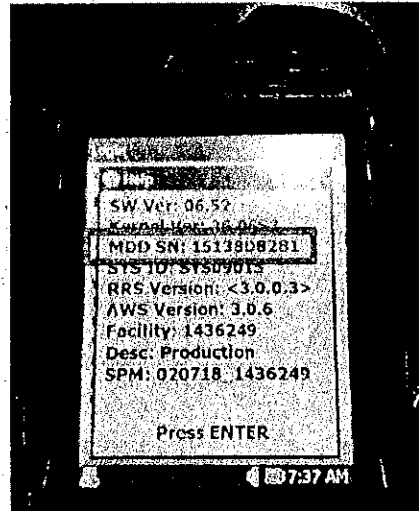 Info
SW Ver: 06.52
MDD SN: 15138D8281
SYS ID: SYS09015
RRS Version: <3.0.0.3>
AWS Version: 3.0.6
Facility: 1436249
Desc: Production
SPM: 020718_1436249
Press ENTER
7:37 AM